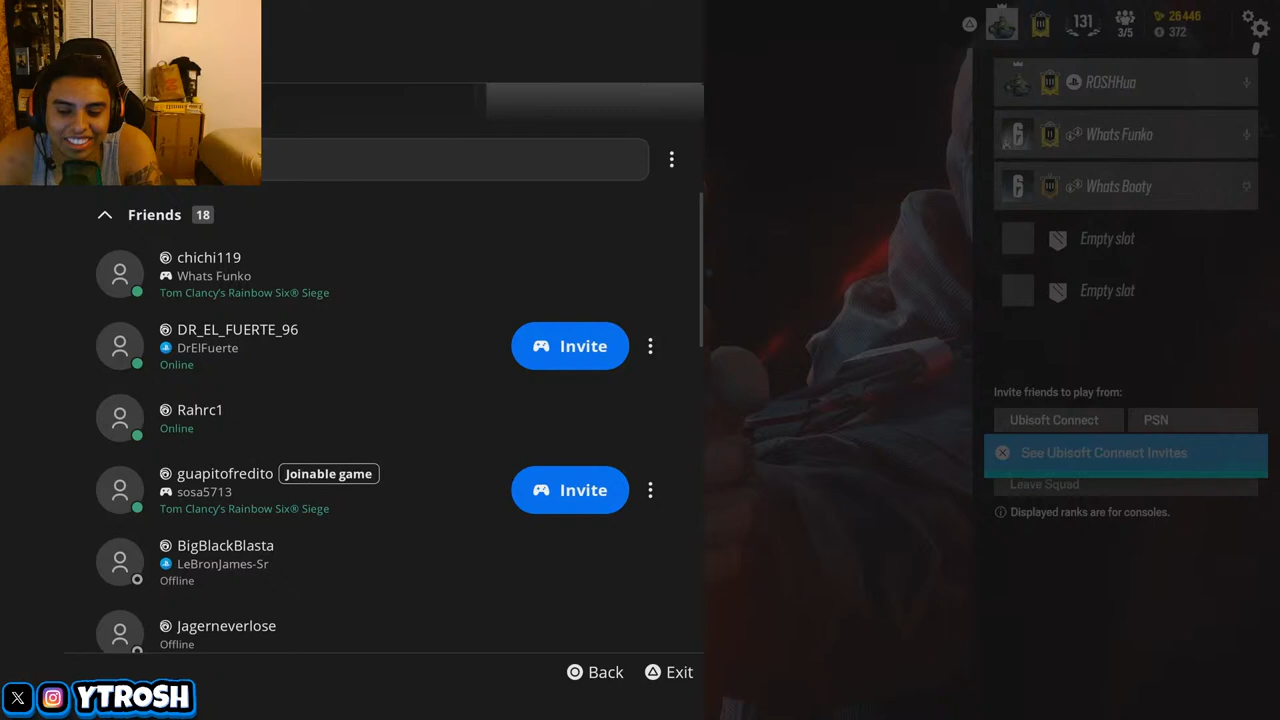 131
3/5
26 446
372
ROSHHua
Whats Funko
Whats Booty
Empty slot
Empty slot
Friends 18
chichi119
Whats Funko
Tom Clancy's Rainbow Six® Siege
DR_EL_FUERTE_96
DrElFuerte
Online
Invite
Rahrc1
Online
guapitofredito Joinable game
sosa5713
Tom Clancy's Rainbow Six® Siege
Invite
BigBlackBlasta
LeBronJames-Sr
Offline
Jagerneverlose
Offline
Back Exit
Invite friends to play from:
Ubisoft Connect PSN
See Ubisoft Connect Invites
Leave Squad
Displayed ranks are for consoles.
YTROSH